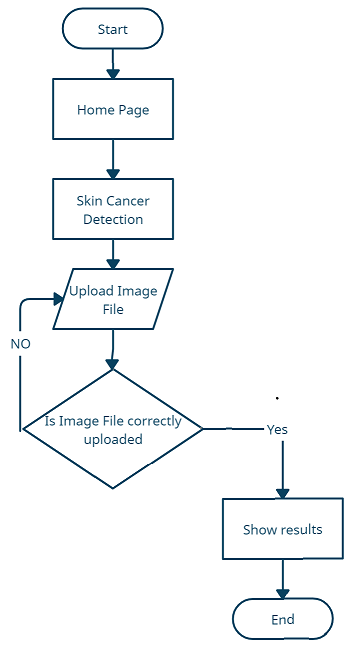 Start
Home Page
Skin Cancer
Detection
Upload Image
File
NO
Is Image File correctly
uploaded
Yes
Show results
End